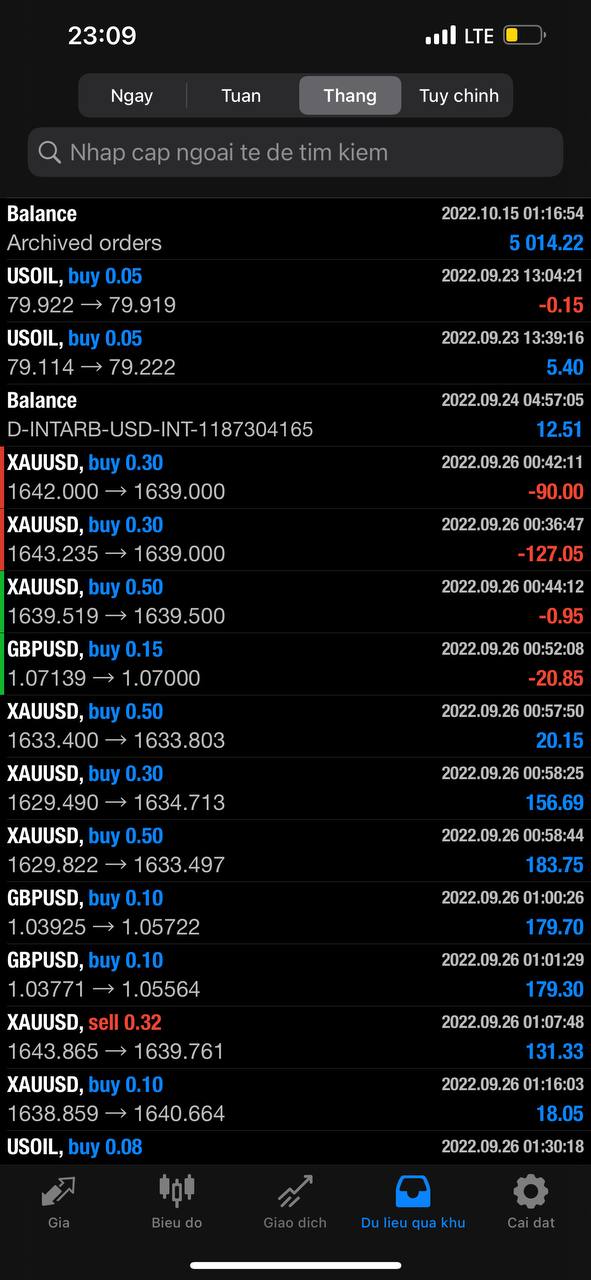 23:09 LTE
Ngay Tuan Thang Tuy chinh
Nhap cap ngoai te de tim kiem
Balance 2022.10.15 01:16:54
Archived orders 5 014.22
USOIL, buy 0.05 2022.09.23 13:04:21
79.922 → 79.919 -0.15
USOIL, buy 0.05 2022.09.23 13:39:16
79.114 → 79.222 5.40
Balance 2022.09.24 04:57:05
D-INTARB-USD-INT-1187304165 12.51
XAUUSD, buy 0.30 2022.09.26 00:42:11
1642.000 → 1639.000 -90.00
XAUUSD, buy 0.30 2022.09.26 00:36:47
1643.235 → 1639.000 -127.05
XAUUSD, buy 0.50 2022.09.26 00:44:12
1639.519 → 1639.500 -0.95
GBPUSD, buy 0.15 2022.09.26 00:52:08
1.07139 → 1.07000 -20.85
XAUUSD, buy 0.50 2022.09.26 00:57:50
1633.400 → 1633.803 20.15
XAUUSD, buy 0.30 2022.09.26 00:58:25
1629.490 → 1634.713 156.69
XAUUSD, buy 0.50 2022.09.26 00:58:44
1629.822 → 1633.497 183.75
GBPUSD, buy 0.10 2022.09.26 01:00:26
1.03925 → 1.05722 179.70
GBPUSD, buy 0.10 2022.09.26 01:01:29
1.03771 → 1.05564 179.30
XAUUSD, sell 0.32 2022.09.26 01:07:48
1643.865 → 1639.761 131.33
XAUUSD, buy 0.10 2022.09.26 01:16:03
1638.859 → 1640.664 18.05
USOIL, buy 0.08 2022.09.26 01:30:18
Gia Bieu do Giao dich Du lieu qua khu Cai dat